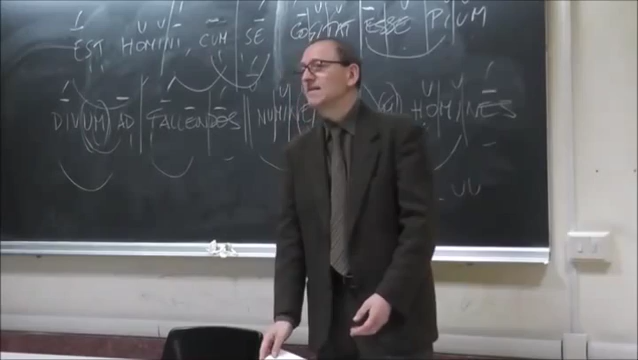 EST HOMINI, CUM SE COGITAT ESSE PIUM
DIVUM AD FALLENDOS NUMINE HOMINES